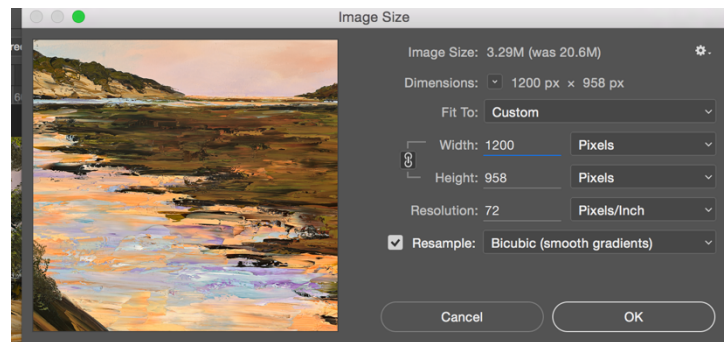 Image Size
Image Size: 3.29M (was 20.6M)
Dimensions: 1200 px × 958 px
Fit To: Custom
Width: 1200 Pixels
Height: 958 Pixels
Resolution: 72 Pixels/Inch
Resample: Bicubic (smooth gradients)
Cancel OK